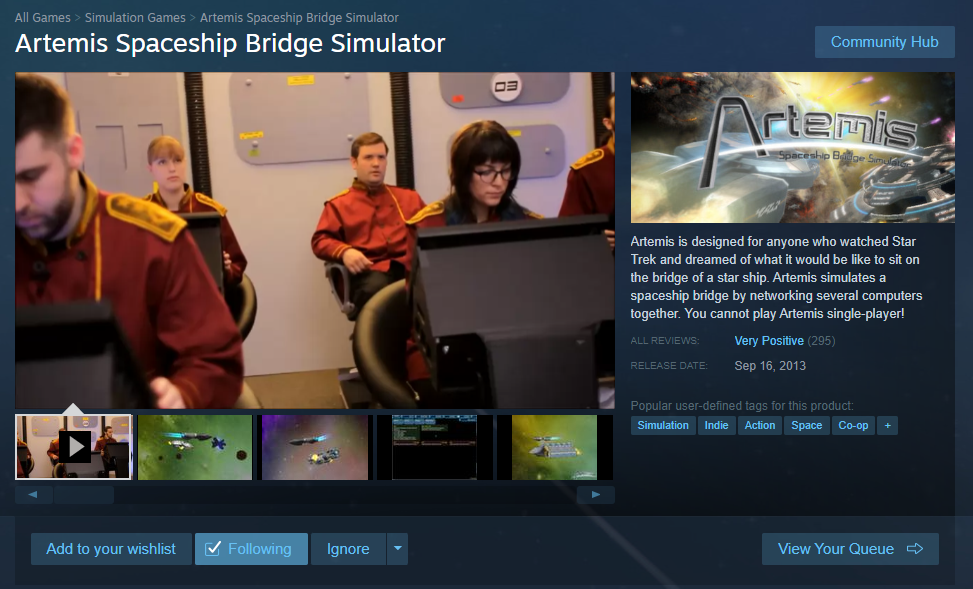 All Games > Simulation Games > Artemis Spaceship Bridge Simulator
Artemis Spaceship Bridge Simulator
Community Hub
03
Artemis
Spaceship Bridge Simulator
Artemis is designed for anyone who watched Star
Trek and dreamed of what it would be like to sit on
the bridge of a star ship. Artemis simulates a
spaceship bridge by networking several computers
together. You cannot play Artemis single-player!
ALL REVIEWS: Very Positive (295)
RELEASE DATE: Sep 16, 2013
Popular user-defined tags for this product:
Simulation Indie Action Space Co-op +
Add to your wishlist Following Ignore View Your Queue